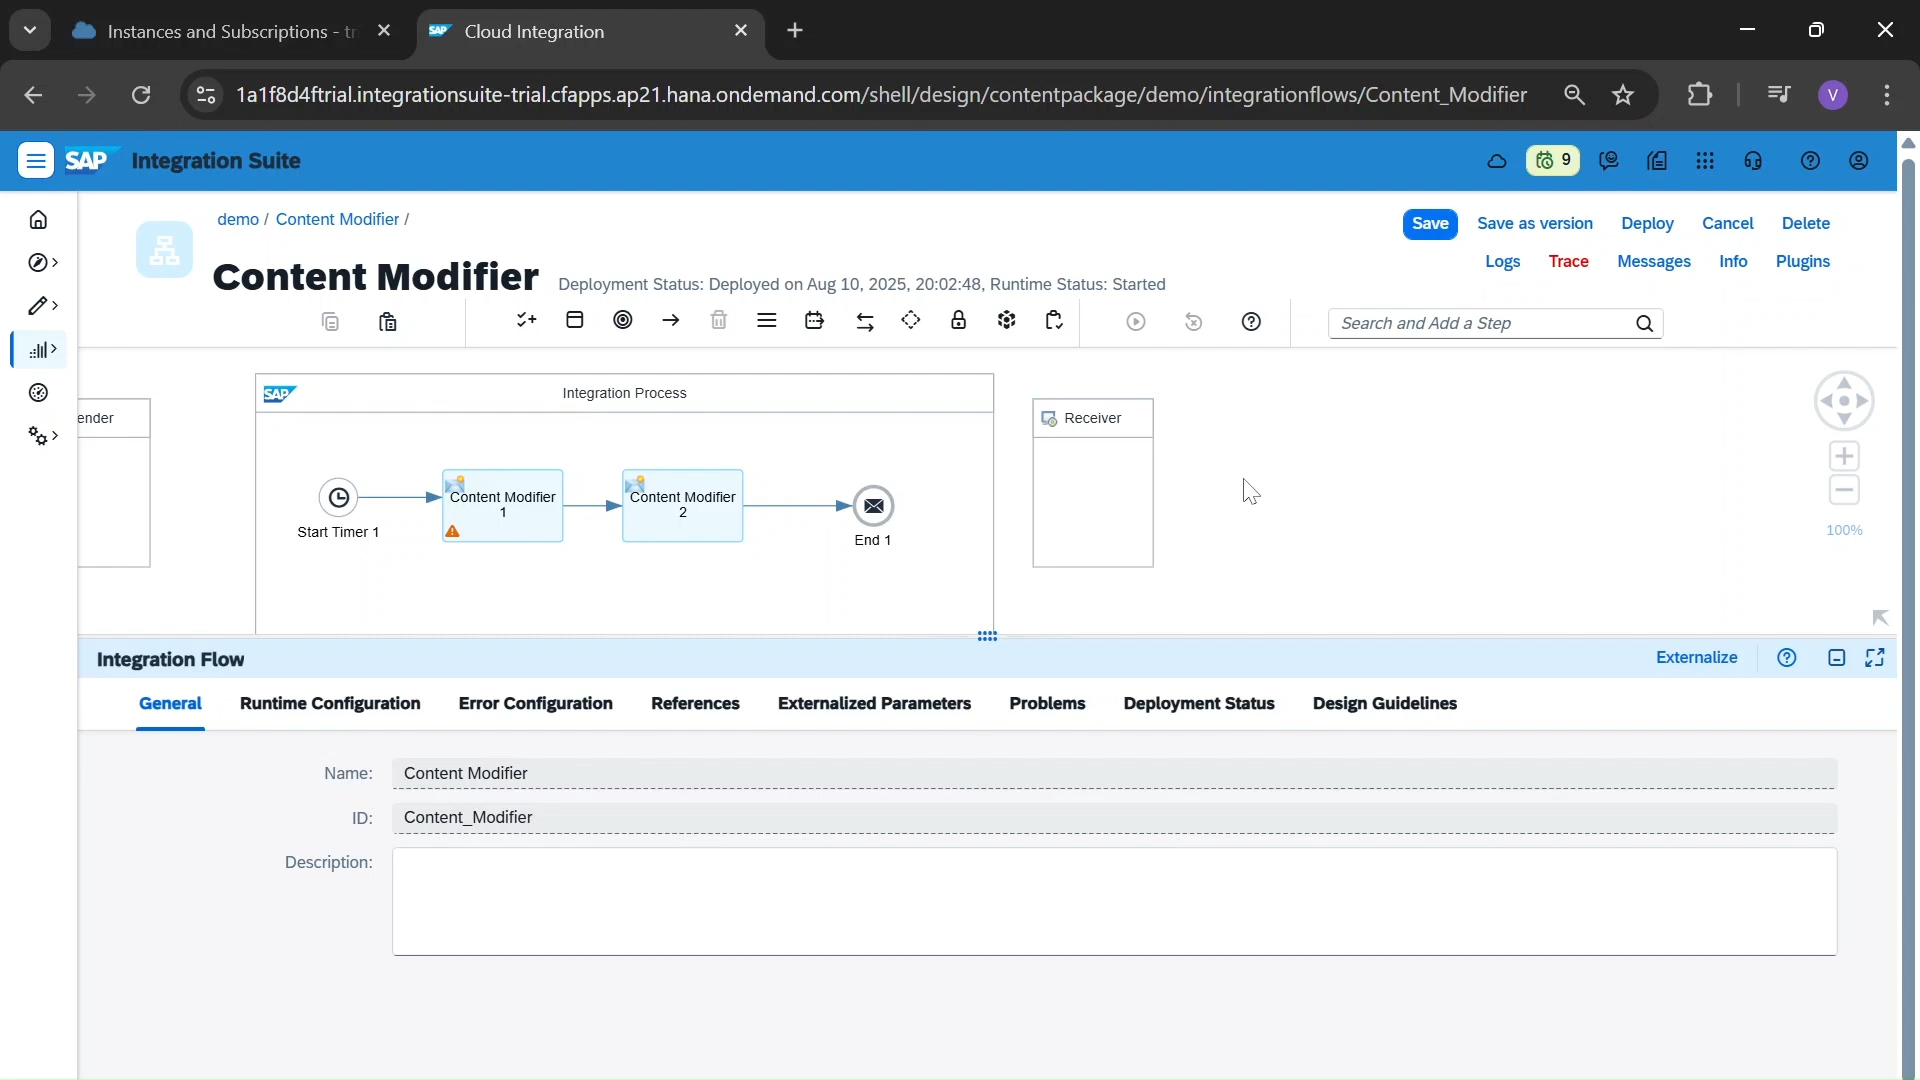 Instances and Subscriptions - tr
SAP Cloud Integration
1a1f8d4ftrial.integrationsuite-trial.cfapps.ap21.hana.ondemand.com/shell/design/contentpackage/demo/integrationflows/Content_Modifier
V
SAP Integration Suite
9
demo / Content Modifier /
Save Save as version Deploy Cancel Delete
Content Modifier Deployment Status: Deployed on Aug 10, 2025, 20:02:48, Runtime Status: Started
Logs Trace Messages Info Plugins
Search and Add a Step
SAP Integration Process
ender
Receiver
Content Modifier
1
Content Modifier
2
Start Timer 1
End 1
100%
Integration Flow
Externalize
General Runtime Configuration Error Configuration References Externalized Parameters Problems Deployment Status Design Guidelines
Name: Content Modifier
ID: Content_Modifier
Description: